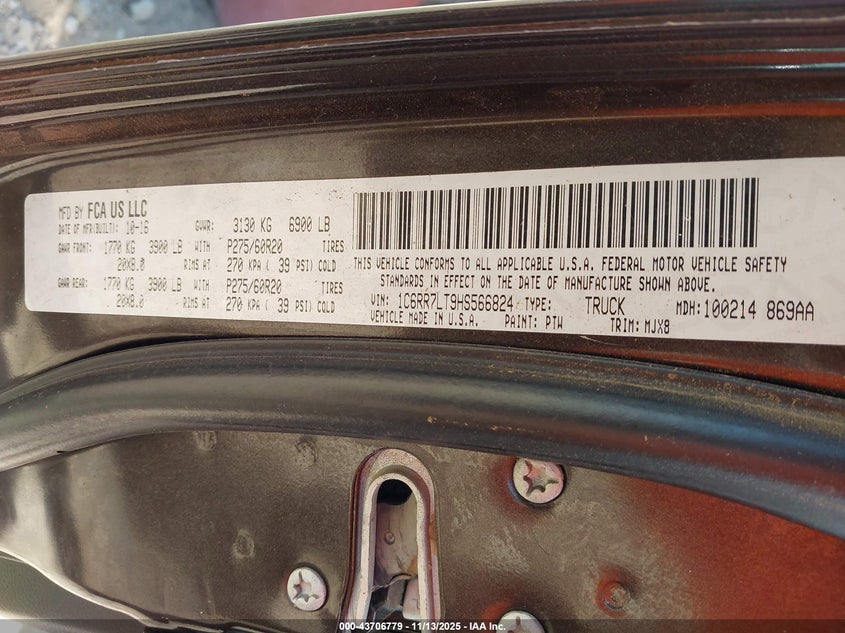 MFD BY FCA US LLC
DATE OF MFR(BUILT): 10-16 GVWR: 3130 KG 6900 LB
GAWR FRONT: 1770 KG 3900 LB WITH P275/60R20 TIRES
20X8.0 RIMS AT 270 KPA ( 39 PSI) COLD
GAWR REAR: 1770 KG 3900 LB WITH P275/60R20 TIRES
20X8.0 RIMS AT 270 KPA ( 39 PSI) COLD
THIS VEHICLE CONFORMS TO ALL APPLICABLE U.S.A. FEDERAL MOTOR VEHICLE SAFETY
STANDARDS IN EFFECT ON THE DATE OF MANUFACTURE SHOWN ABOVE.
VIN: 1C6RR7LT9HS566824 TYPE: TRUCK MDH:100214 869AA
VEHICLE MADE IN U.S.A. PAINT: PTW TRIM: MJX8
000-43706779 - 11/13/2025 - IAA Inc.